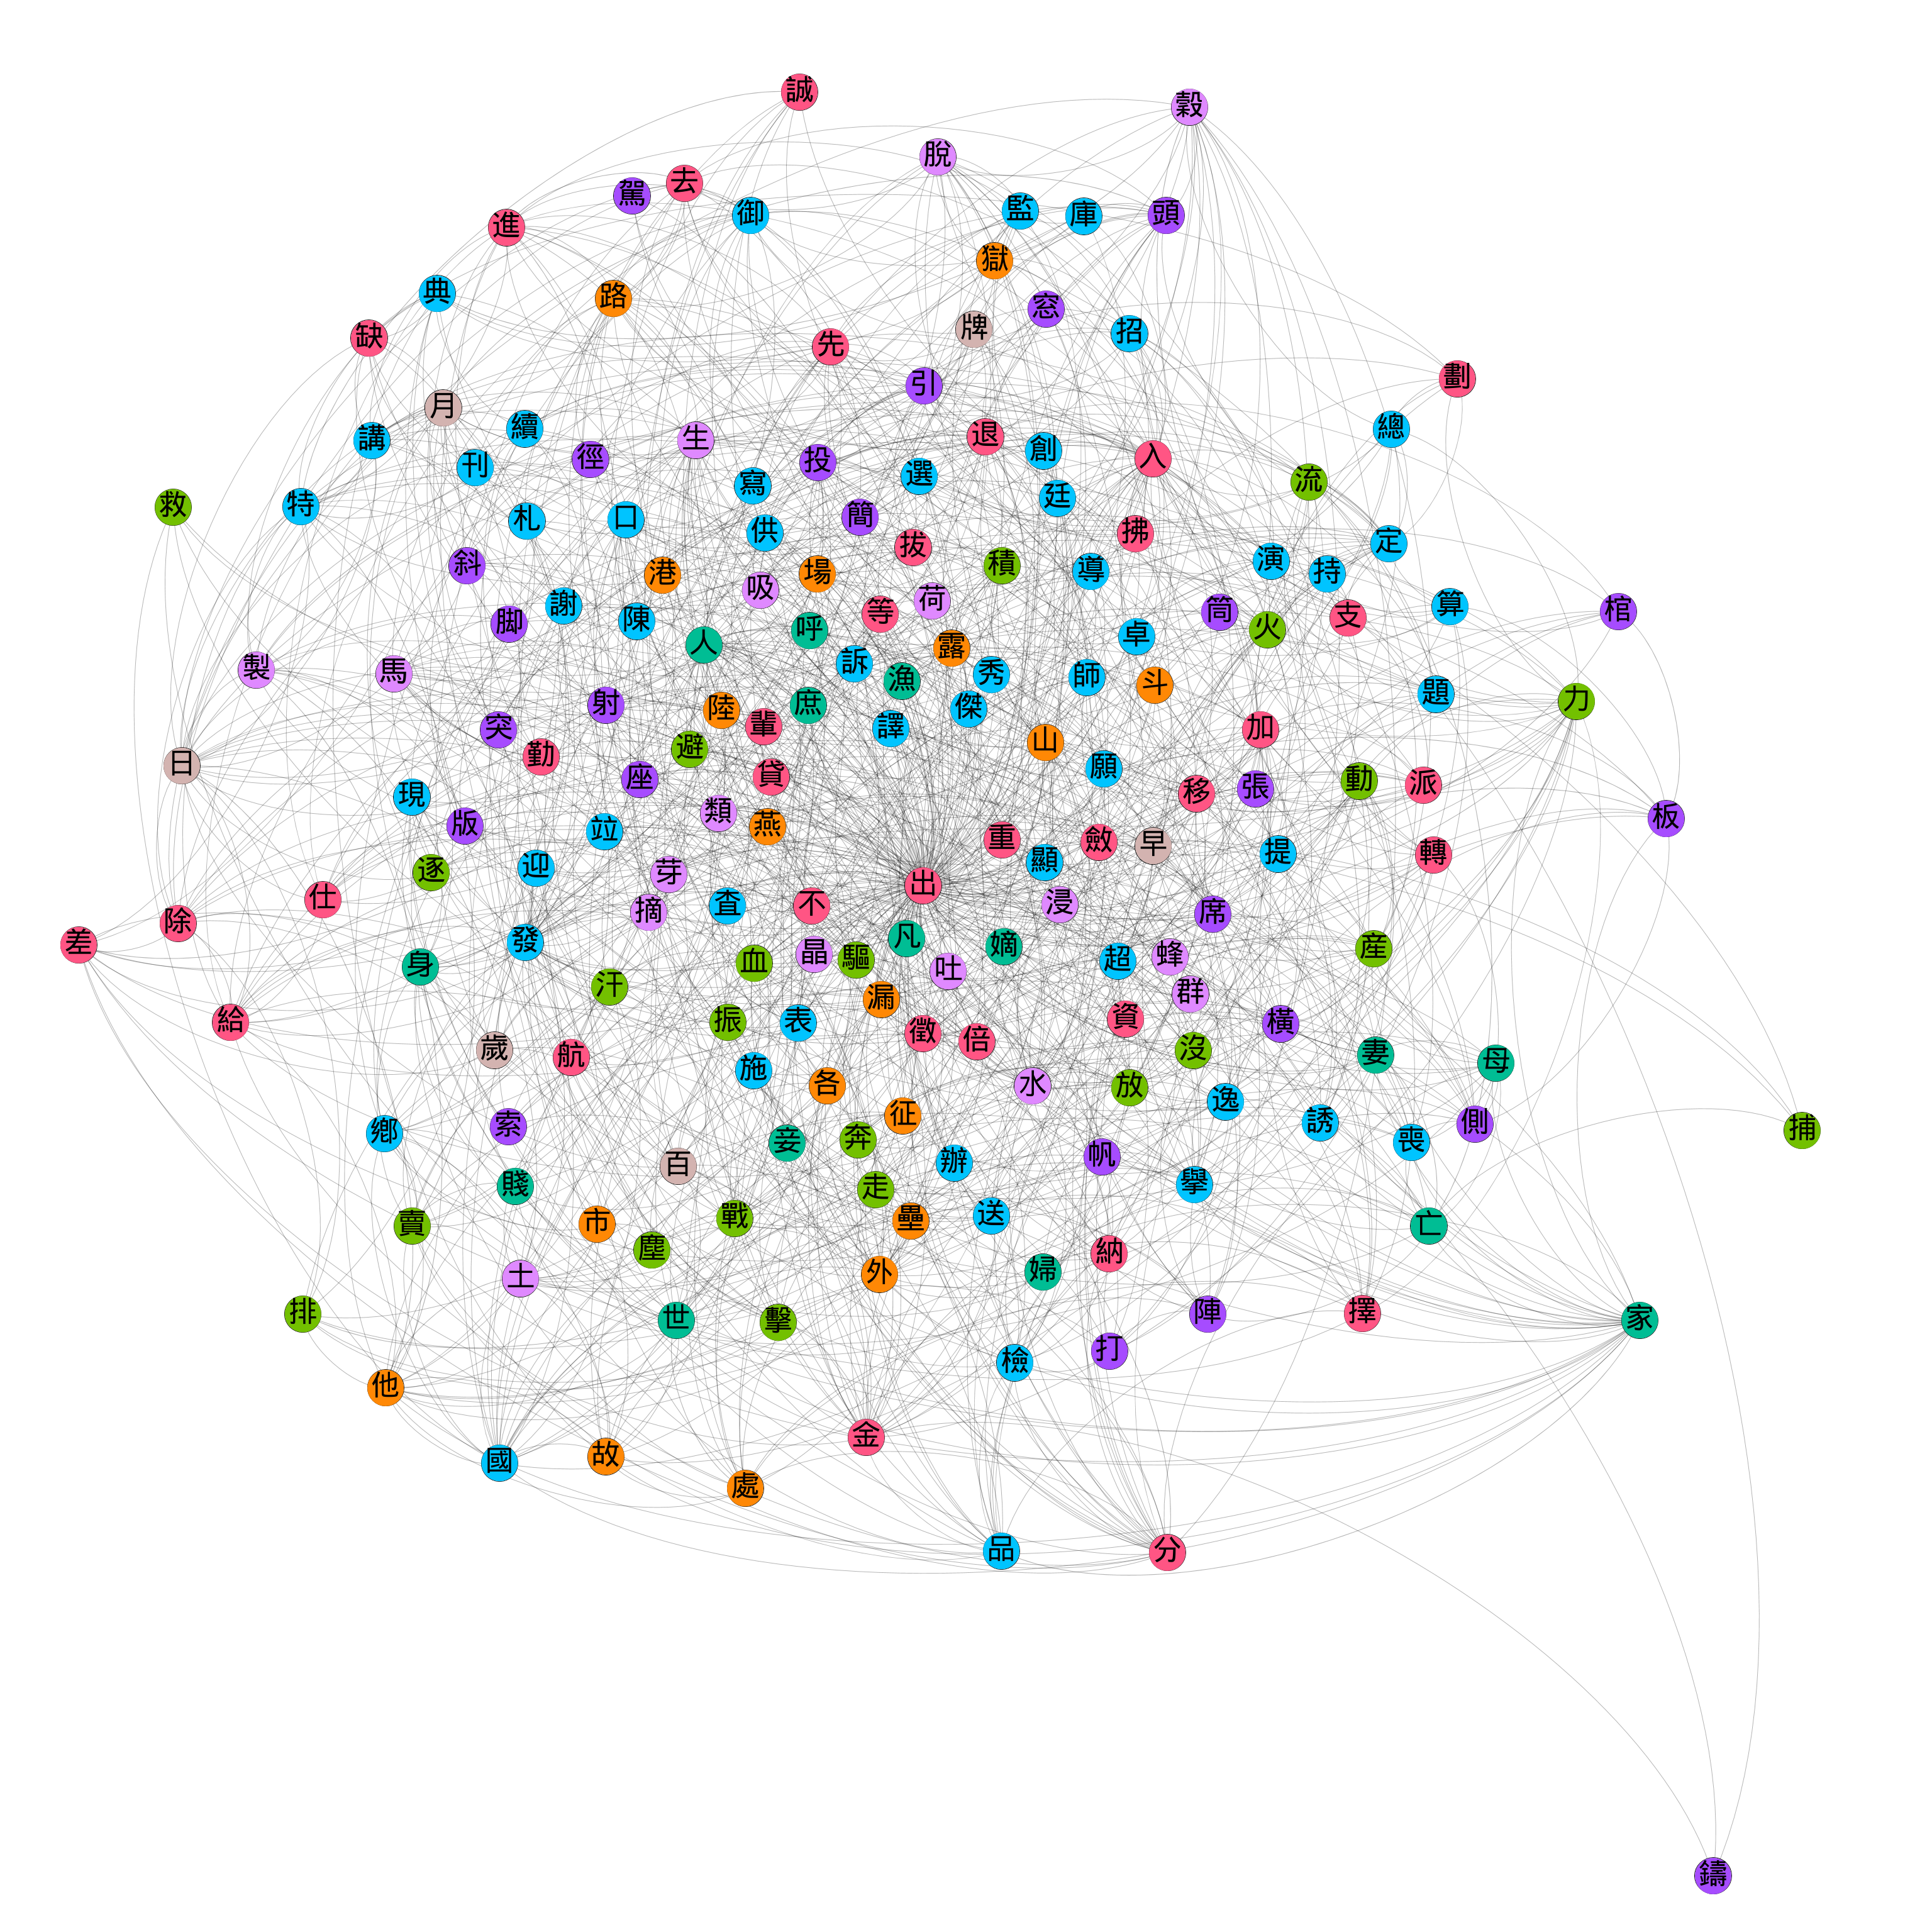 誠
穀
脫
去
駕
監
御
庫
頭
進
獄
典
路
窓
牌
招
缺
先
劃
引
月
續
總
退
生
講
創
入
徑
投
刊
選
流
寫
廷
救
特
簡
札
口
供
拂
定
拔
演
斜
積
導
場
持
港
吸
荷
謝
算
棺
等
筒
支
陳
脚
呼
火
卓
人
露
訴
製
馬
秀
師
漁
斗
題
力
射
庶
傑
陸
輩
譯
突
加
山
避
勤
日
願
貸
座
動
派
張
移
現
類
板
版
燕
竝
重
斂
早
提
轉
顯
迎
逐
芽
出
仕
浸
查
不
摘
席
除
凡
發
差
嫡
産
晶
蜂
驅
超
血
身
吐
汗
群
漏
資
給
振
表
横
徵
倍
歲
沒
妻
航
母
施
各
水
放
逸
征
誘
側
索
捕
鄕
奔
妾
喪
帆
辦
百
擧
賤
走
送
戰
壘
市
賣
亡
塵
納
婦
外
土
排
陣
擇
世
家
擊
打
檢
他
金
故
國
處
品
分
鑄